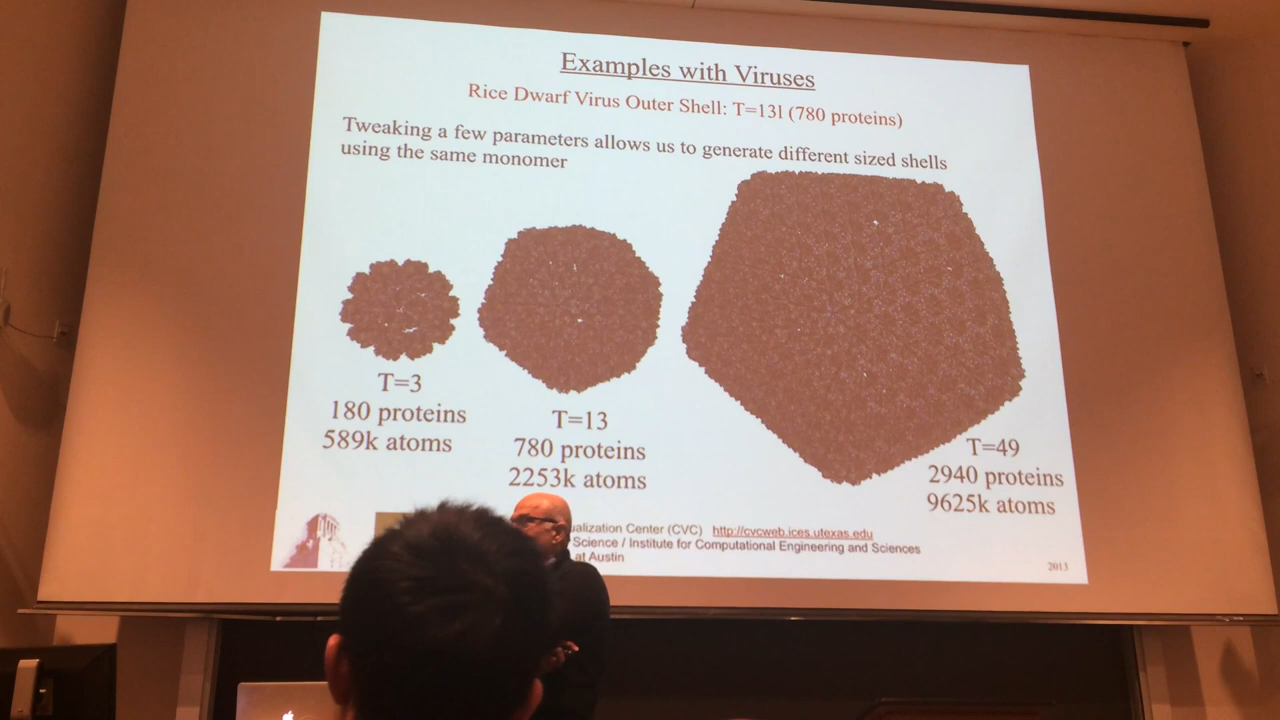 Examples with Viruses
Rice Dwarf Virus Outer Shell: T=13l (780 proteins)
Tweaking a few parameters allows us to generate different sized shells
using the same monomer
T=3
180 proteins
589k atoms
T=13
780 proteins
2253k atoms
T=49
2940 proteins
9625k atoms
ualization Center (CVC) http://cvcweb.ices.utexas.edu
Science / Institute for Computational Engineering and Sciences
at Austin
2013